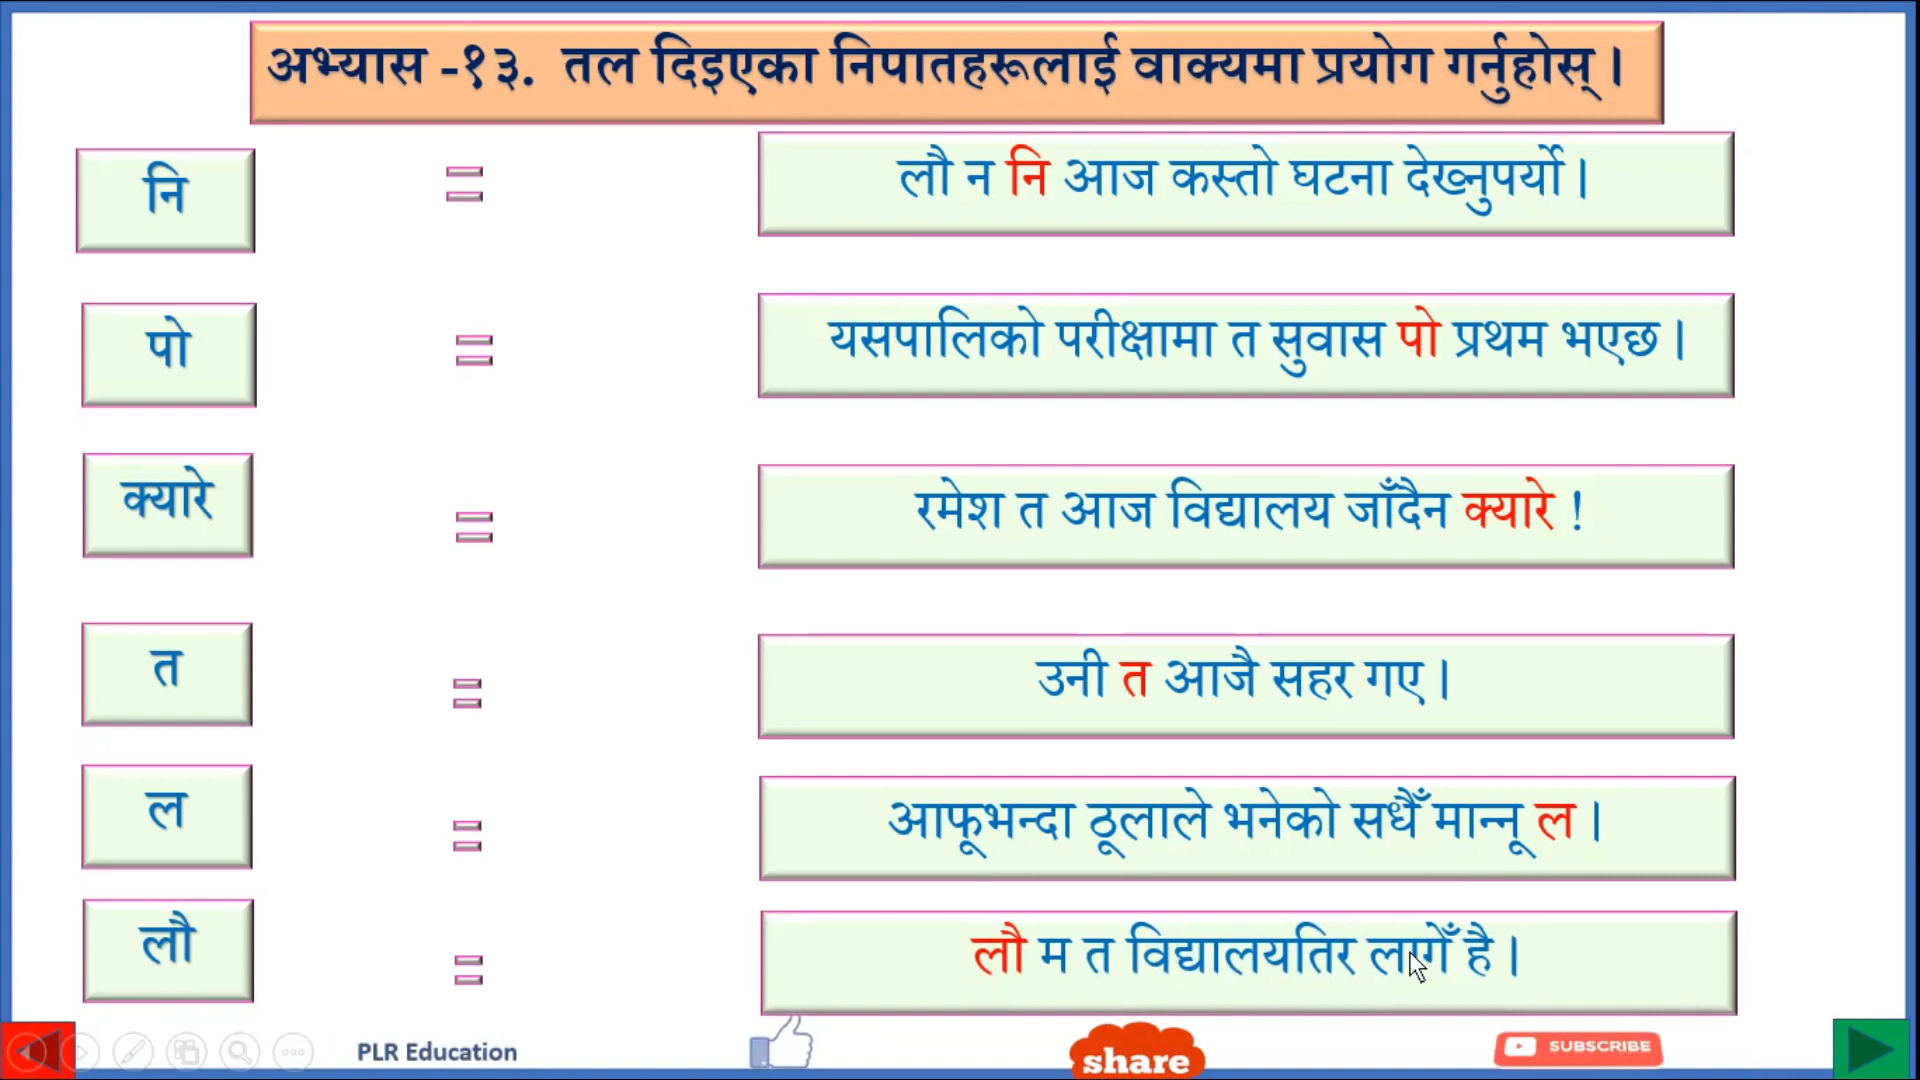 अभ्यास -१३. तल दिइएका निपातहरूलाई वाक्यमा प्रयोग गर्नुहोस् ।
नि = लौ न नि आज कस्तो घटना देख्नुपर्यो ।
पो = यसपालिको परीक्षामा त सुवास पो प्रथम भएछ ।
क्यारे = रमेश त आज विद्यालय जाँदैन क्यारे !
त = उनी त आजै सहर गए ।
ल = आफूभन्दा ठूलाले भनेको सधैँ मान्नू ल ।
लौ = लौ म त विद्यालयतिर लागेँ है ।
PLR Education
share
SUBSCRIBE